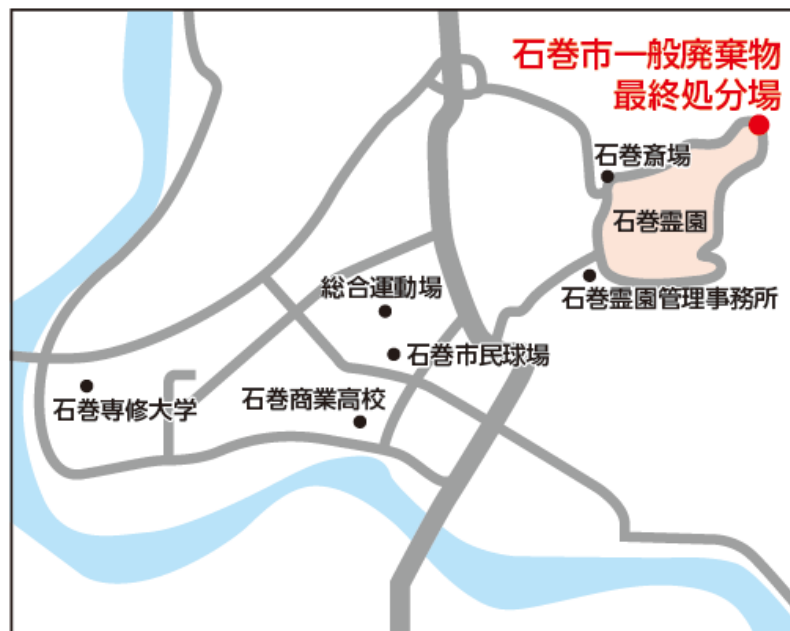 石巻市一般廃棄物
最終処分場
石巻斎場
石巻霊園
石巻霊園管理事務所
総合運動場
石巻市民球場
石巻商業高校
石巻専修大学